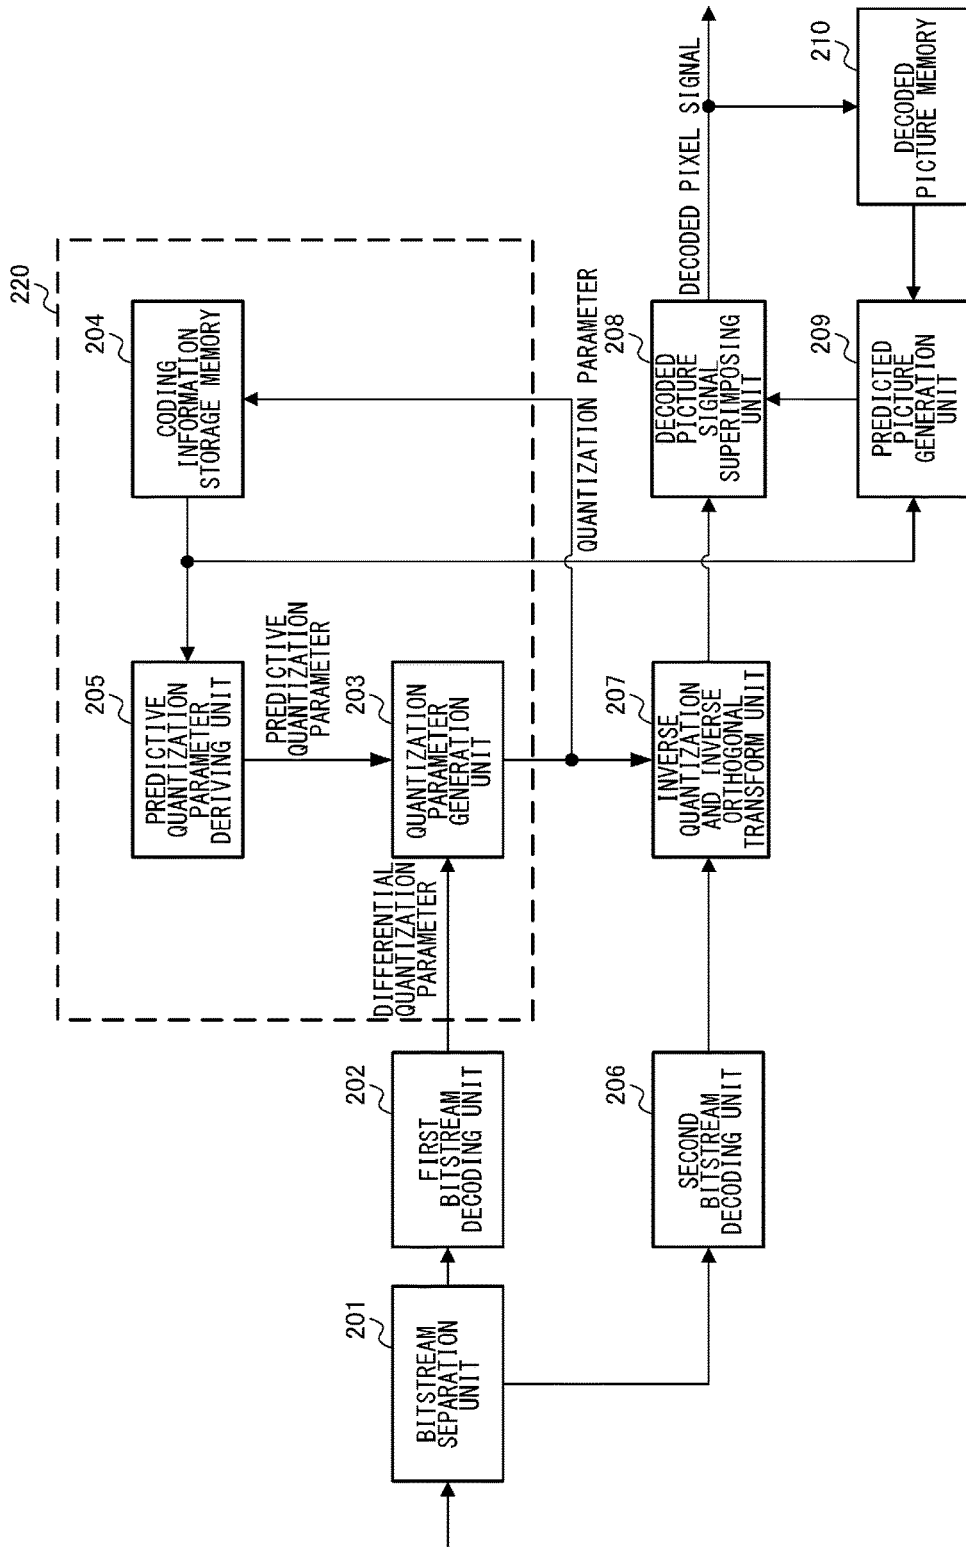 220
204
CODING
INFORMATION
STORAGE MEMORY
205
PREDICTIVE
QUANTIZATION
PARAMETER
DERIVING UNIT
PREDICTIVE
QUANTIZATION
PARAMETER
203
QUANTIZATION
PARAMETER
GENERATION
UNIT
DIFFERENTIAL
QUANTIZATION
PARAMETER
202
FIRST
BITSTREAM
DECODING UNIT
201
BITSTREAM
SEPARATION
UNIT
206
SECOND
BITSTREAM
DECODING UNIT
207
INVERSE
QUANTIZATION
AND INVERSE
ORTHOGONAL
TRANSFORM UNIT
QUANTIZATION PARAMETER
208
DECODED
PICTURE
SIGNAL
SUPERIMPOSING
UNIT
DECODED PIXEL SIGNAL
209
PREDICTED
PICTURE
GENERATION
UNIT
210
DECODED
PICTURE MEMORY